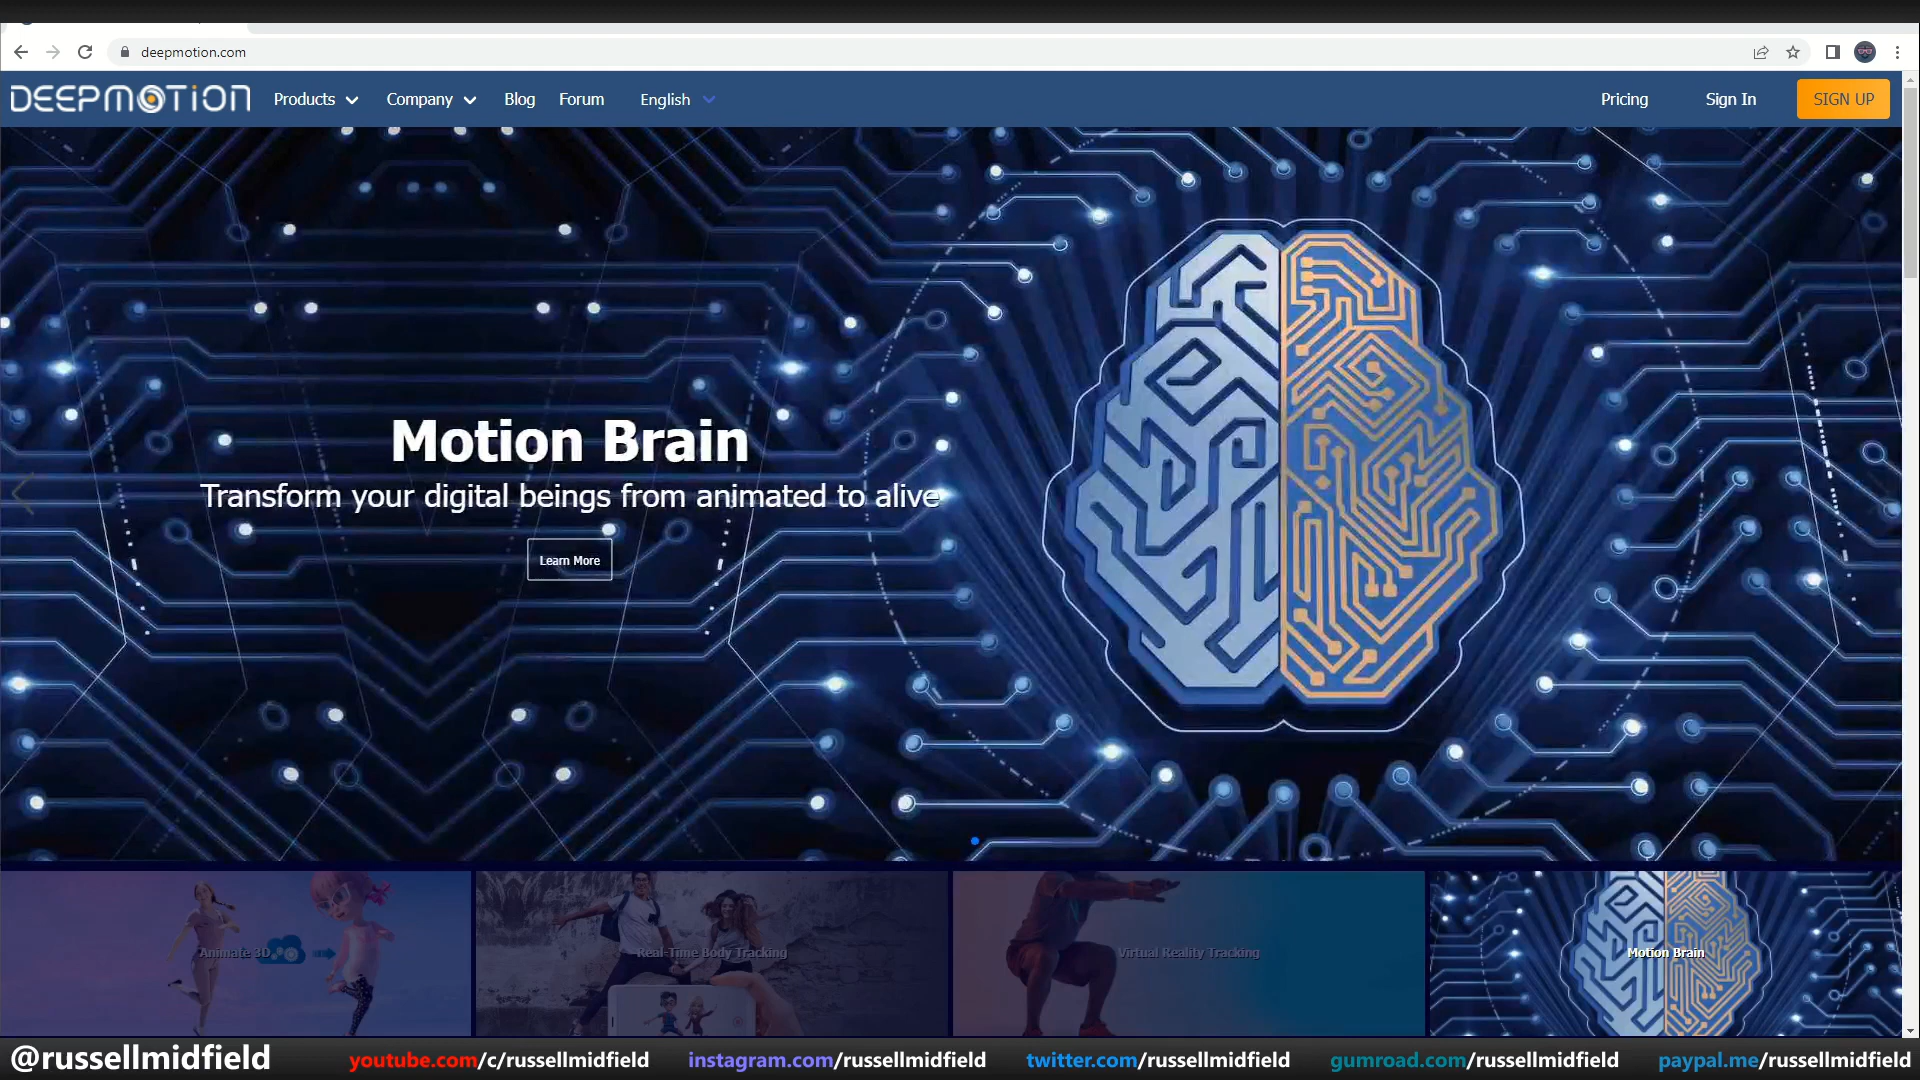 deepmotion.com
DEEPMOTION Products Company Blog Forum English Pricing Sign In SIGN UP
Motion Brain
Transform your digital beings from animated to alive
Learn More
Animate 3D Real-Time Body Tracking Virtual Reality Tracking Motion Brain
@russellmidfield youtube.com/c/russellmidfield instagram.com/russellmidfield twitter.com/russellmidfield gumroad.com/russellmidfield paypal.me/russellmidfield